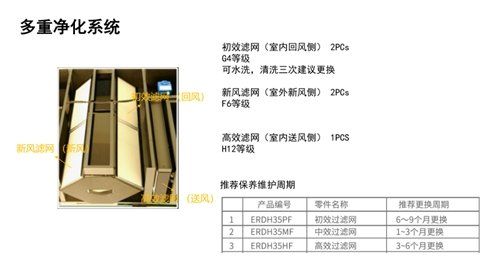 多重净化系统
初效滤网（室内回风侧） 2PCs
G4等级
可水洗，清洗三次建议更换
新风滤网（室外新风侧） 2PCs
F6等级
高效滤网（室内送风侧） 1PCS
H12等级
初效滤网（回风）
新风滤网（新风）
高效滤网（送风）
推荐保养维护周期
产品编号 零件名称 推荐更换周期
1 ERDH35PF 初效过滤网 6～9个月更换
2 ERDH35MF 中效过滤网 1~3个月更换
3 ERDH35HF 高效过滤网 3~6个月更换